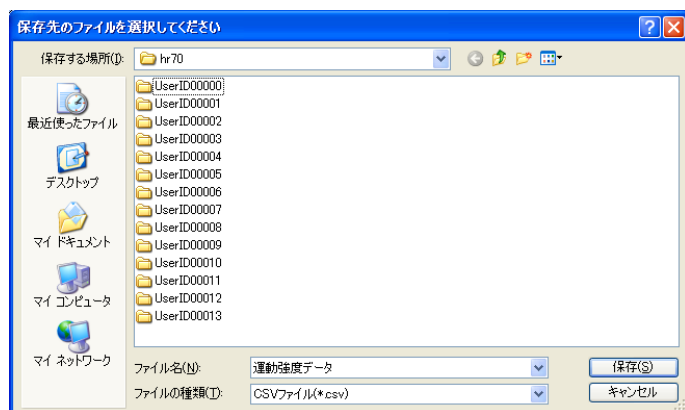 保存先のファイルを選択してください
保存する場所(I):
hr70
最近使ったファイル
デスクトップ
マイ ドキュメント
マイ コンピュータ
マイ ネットワーク
UserID00000
UserID00001
UserID00002
UserID00003
UserID00004
UserID00005
UserID00006
UserID00007
UserID00008
UserID00009
UserID00010
UserID00011
UserID00012
UserID00013
ファイル名(N): 運動強度データ 保存(S)
ファイルの種類(T): CSVファイル(*.csv) キャンセル